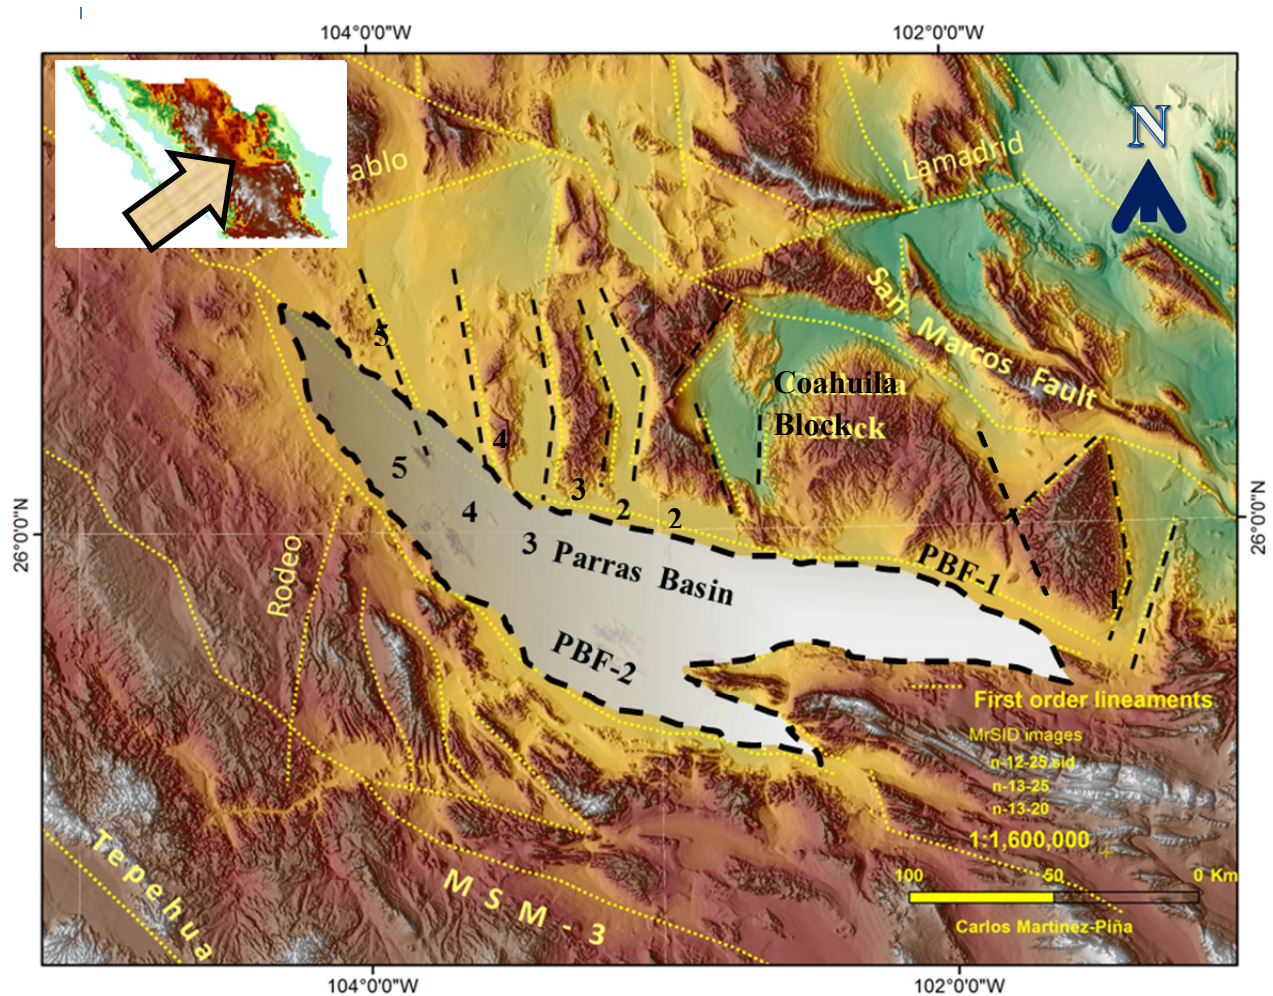 104°0'0"W
102°0'0"W
N
ablo
Lamadrid
San Marcos Fault
5
Coahuila
Block
4
5
3
2
2
4
3
Parras Basin
PBF-1
1
26°0'0"N
26°0'0"N
Rodeo
PBF-2
First order lineaments
MrSID images
n-12-25.sid
n-13-25
n-13-20
1:1,600,000
100
50
0 Km
Carlos Martinez-Piña
Tepehua
MSM-3
104°0'0"W
102°0'0"W